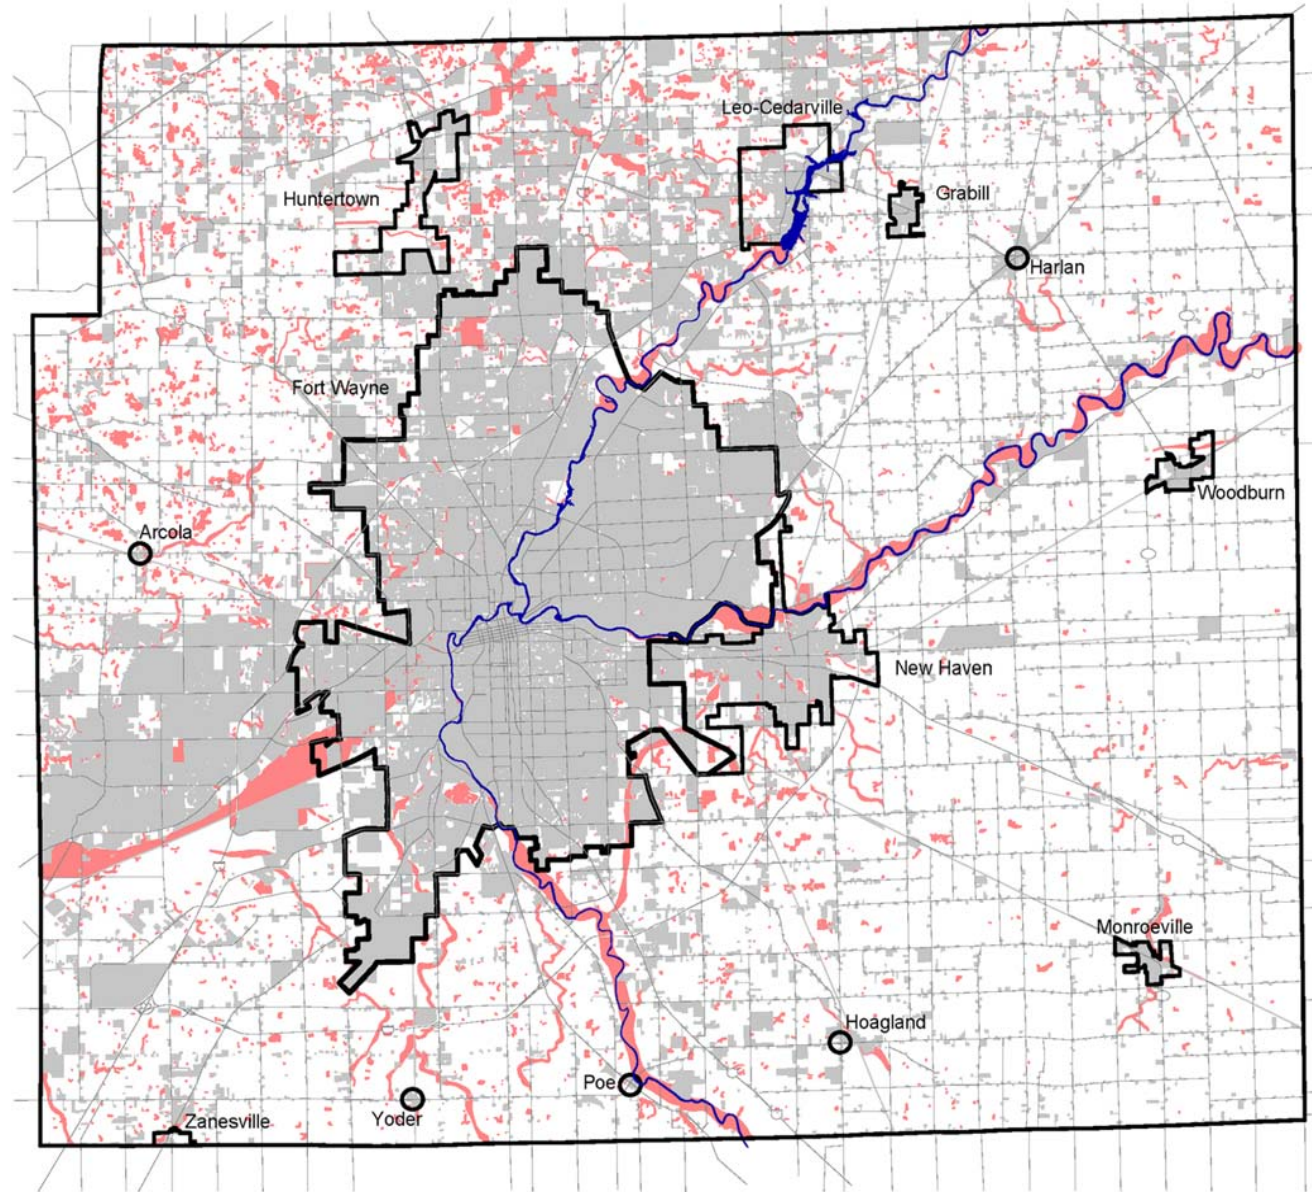 Leo-Cedarville
Huntertown
Grabill
Harlan
Fort Wayne
Woodburn
Arcola
New Haven
Monroeville
Hoagland
Poe
Yoder
Zanesville